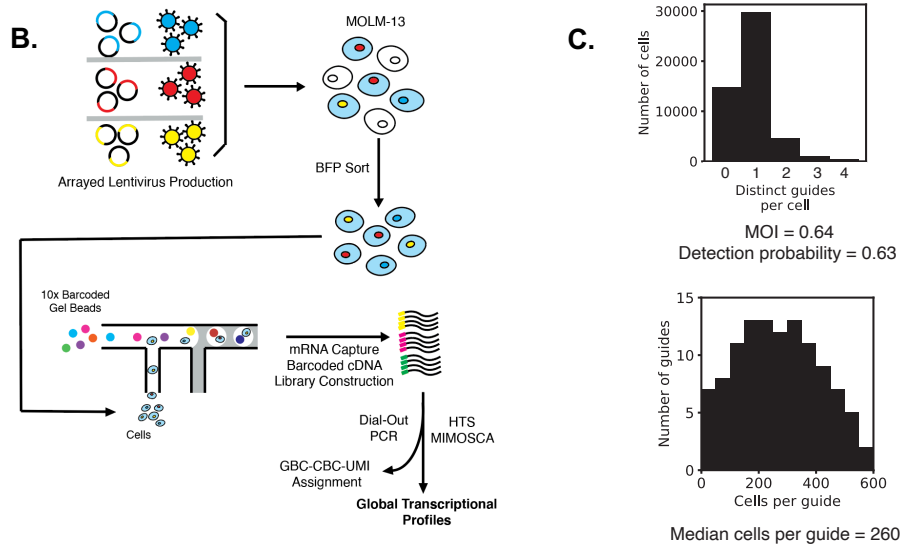 B.
Arrayed Lentivirus Production
MOLM-13
BFP Sort
10x Barcoded
Gel Beads
Cells
mRNA Capture
Barcoded cDNA
Library Construction
Dial-Out
PCR
HTS
MIMOSCA
GBC-CBC-UMI
Assignment
Global Transcriptional
Profiles
C.
Number of cells
30000
20000
10000
0
0 1 2 3 4
Distinct guides
per cell
MOI = 0.64
Detection probability = 0.63
Number of guides
15
10
5
0
0 200 400 600
Cells per guide
Median cells per guide = 260